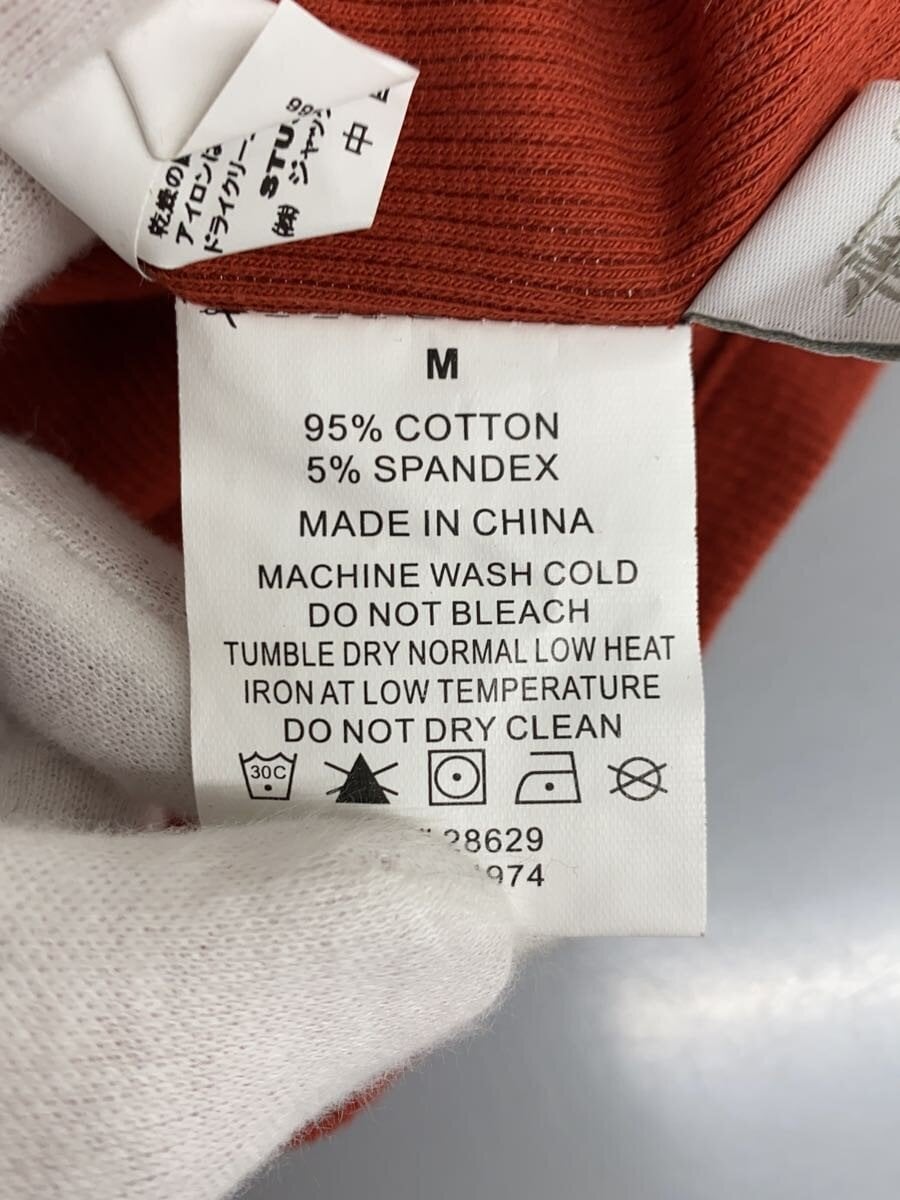 乾燥の
アイロンは
ドライクリー
STU
(株) ジャッ
中
M
95% COTTON
5% SPANDEX
MADE IN CHINA
MACHINE WASH COLD
DO NOT BLEACH
TUMBLE DRY NORMAL LOW HEAT
IRON AT LOW TEMPERATURE
DO NOT DRY CLEAN
30C
28629
974